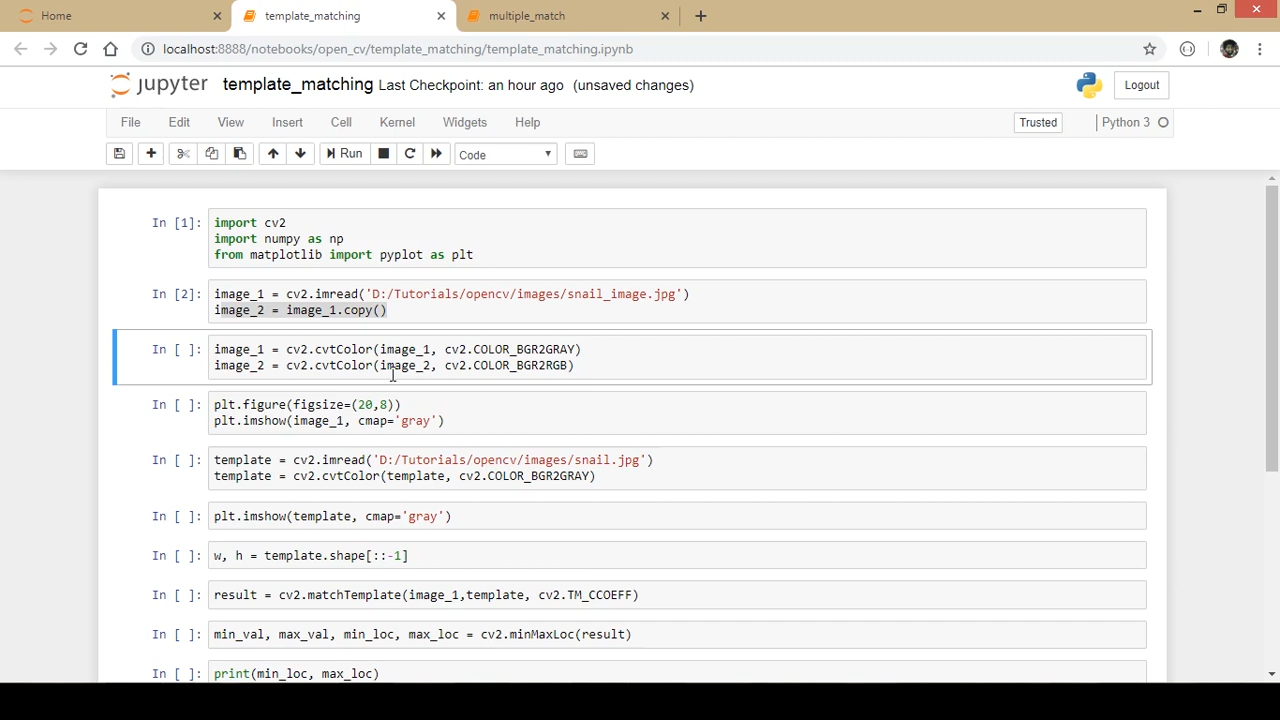 Home
template_matching
multiple_match
localhost:8888/notebooks/open_cv/template_matching/template_matching.ipynb
jupyter template_matching Last Checkpoint: an hour ago (unsaved changes)
Logout
File Edit View Insert Cell Kernel Widgets Help
Trusted
Python 3
Run
Code
In [1]:
import cv2
import numpy as np
from matplotlib import pyplot as plt
In [2]:
image_1 = cv2.imread('D:/Tutorials/opencv/images/snail_image.jpg')
image_2 = image_1.copy()
In [ ]:
image_1 = cv2.cvtColor(image_1, cv2.COLOR_BGR2GRAY)
image_2 = cv2.cvtColor(image_2, cv2.COLOR_BGR2RGB)
In [ ]:
plt.figure(figsize=(20,8))
plt.imshow(image_1, cmap='gray')
In [ ]:
template = cv2.imread('D:/Tutorials/opencv/images/snail.jpg')
template = cv2.cvtColor(template, cv2.COLOR_BGR2GRAY)
In [ ]:
plt.imshow(template, cmap='gray')
In [ ]:
w, h = template.shape[::-1]
In [ ]:
result = cv2.matchTemplate(image_1,template, cv2.TM_CCOEFF)
In [ ]:
min_val, max_val, min_loc, max_loc = cv2.minMaxLoc(result)
In [ ]:
print(min_loc, max_loc)